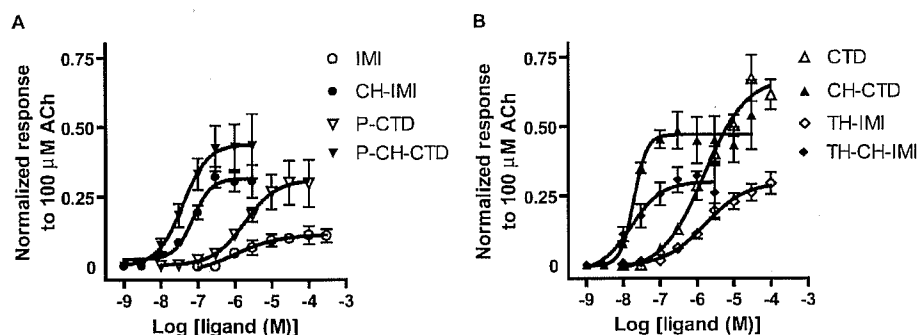 A
Normalized response
to 100 µM ACh
0.75
0.50
0.25
0
-9 -8 -7 -6 -5 -4 -3
Log [ligand (M)]
IMI
CH-IMI
P-CTD
P-CH-CTD
B
Normalized response
to 100 µM ACh
0.75
0.50
0.25
0
-9 -8 -7 -6 -5 -4 -3
Log [ligand (M)]
CTD
CH-CTD
TH-IMI
TH-CH-IMI